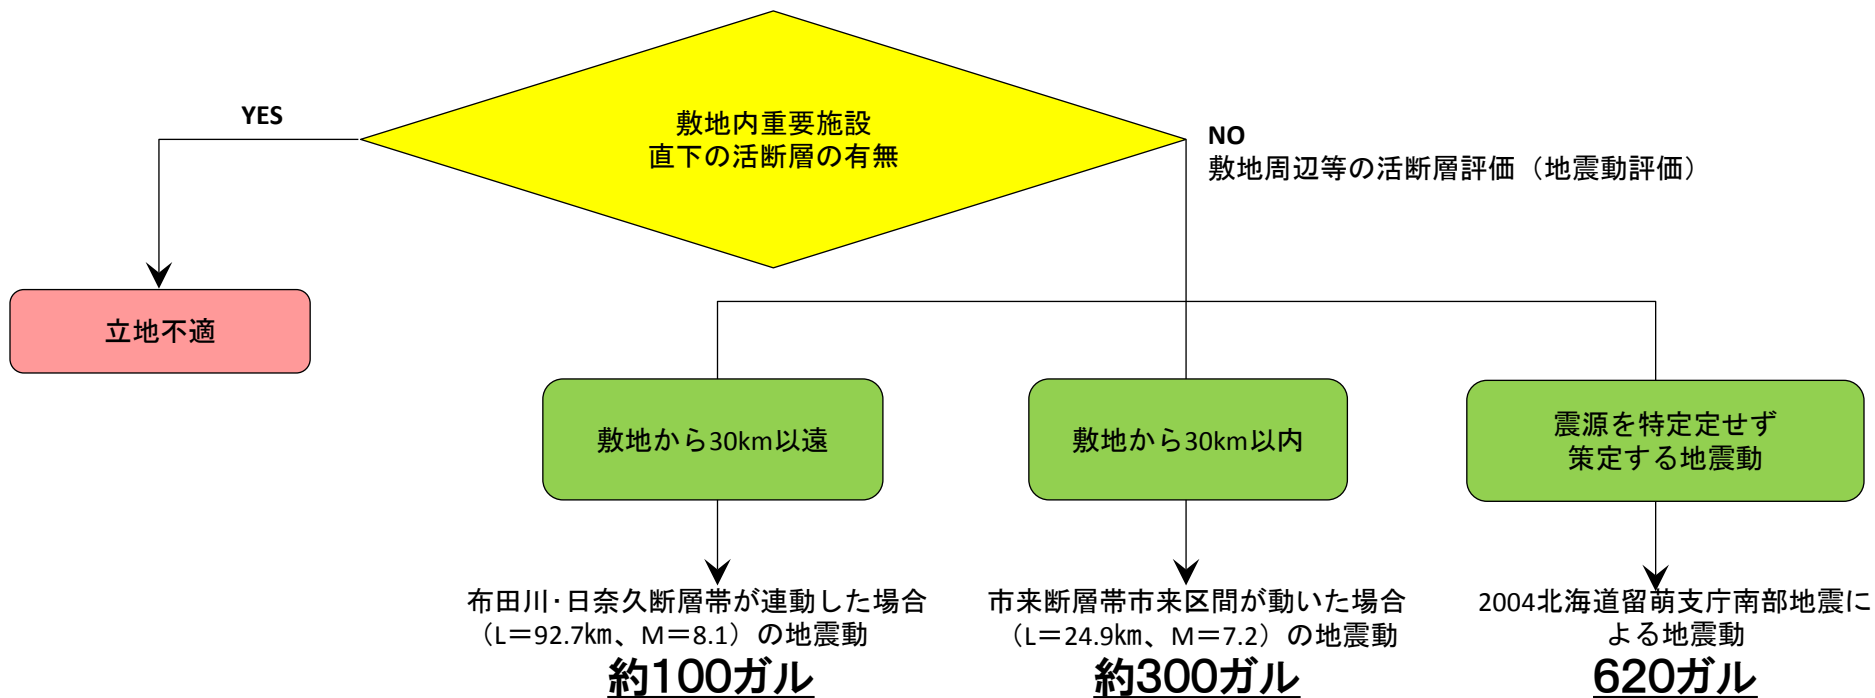 敷地内重要施設
直下の活断層の有無
YES
NO
敷地周辺等の活断層評価（地震動評価）
立地不適
敷地から30km以遠
敷地から30km以内
震源を特定定せず
策定する地震動
布田川･日奈久断層帯が連動した場合
（L＝92.7㎞、M＝8.1）の地震動
約100ガル
市来断層帯市来区間が動いた場合
（L＝24.9㎞、M＝7.2）の地震動
約300ガル
2004北海道留萌支庁南部地震に
よる地震動
620ガル